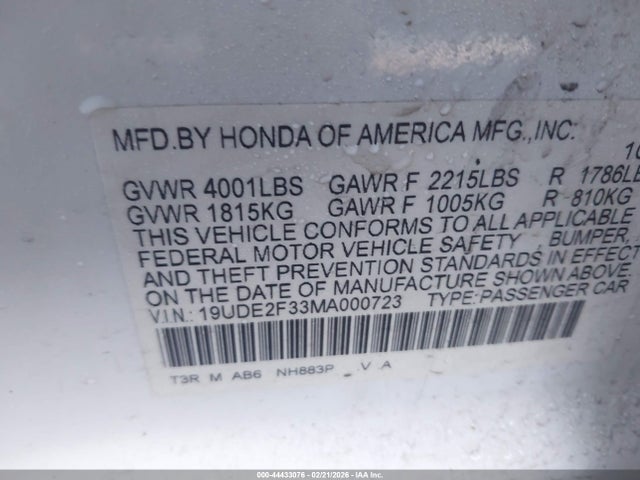 MFD.BY HONDA OF AMERICA MFG.,INC.
10
GVWR 4001LBS GAWR F 2215LBS R 1786LB
GVWR 1815KG GAWR F 1005KG R 810KG
THIS VEHICLE CONFORMS TO ALL APPLICABLE
FEDERAL MOTOR VEHICLE SAFETY , BUMPER,
AND THEFT PREVENTION STANDARDS IN EFFECT
ON THE DATE OF MANUFACTURE SHOWN ABOVE.
V.I.N.: 19UDE2F33MA000723 TYPE:PASSENGER CAR
T3R M AB6 NH883P V A
000-44433076 - 02/21/2026 - Copyright © IAA, Inc.